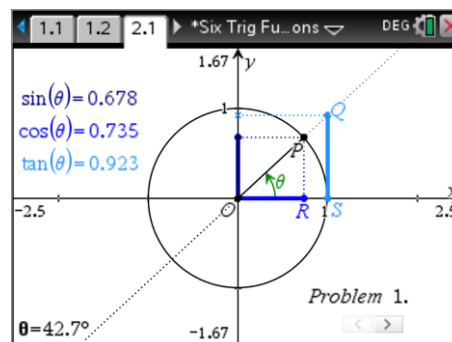 1.1 1.2 2.1 *Six Trig Fu...ons DEG
1.67 y
sin(θ)=0.678
cos(θ)=0.735
tan(θ)=0.923
1 Q
P
θ
-2.5 O R 1 S 2.5 x
Problem 1.
θ=42.7°
-1.67